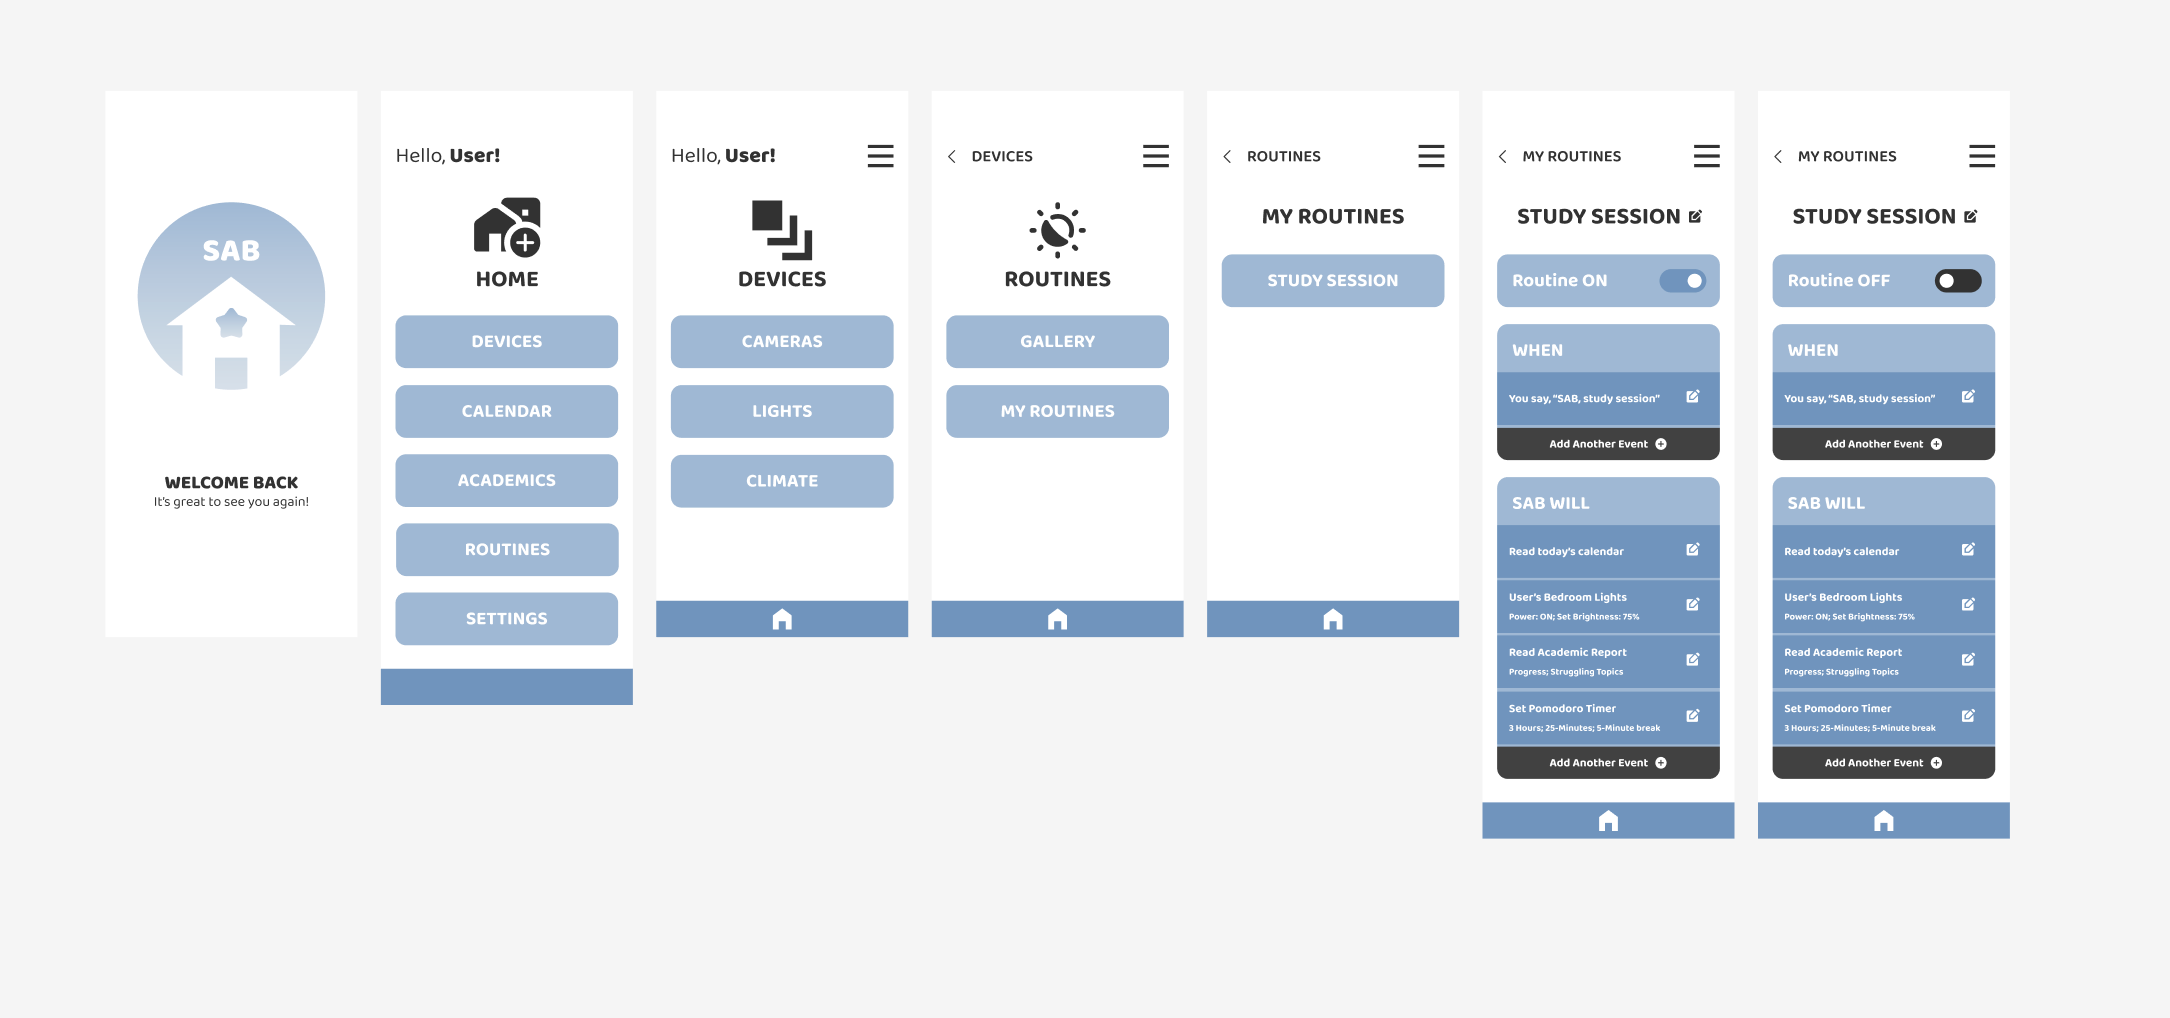 SAB
WELCOME BACK
It's great to see you again!
Hello, User!
HOME
DEVICES
CALENDAR
ACADEMICS
ROUTINES
SETTINGS
Hello, User!
DEVICES
CAMERAS
LIGHTS
CLIMATE
DEVICES
ROUTINES
GALLERY
MY ROUTINES
ROUTINES
MY ROUTINES
STUDY SESSION
MY ROUTINES
STUDY SESSION
Routine ON
WHEN
You say, "SAB, study session"
Add Another Event
SAB WILL
Read today's calendar
User's Bedroom Lights
Power: ON; Set Brightness: 75%
Read Academic Report
Progress; Struggling Topics
Set Pomodoro Timer
3 Hours; 25-Minutes; 5-Minute break
Add Another Event
MY ROUTINES
STUDY SESSION
Routine OFF
WHEN
You say, "SAB, study session"
Add Another Event
SAB WILL
Read today's calendar
User's Bedroom Lights
Power: ON; Set Brightness: 75%
Read Academic Report
Progress; Struggling Topics
Set Pomodoro Timer
3 Hours; 25-Minutes; 5-Minute break
Add Another Event